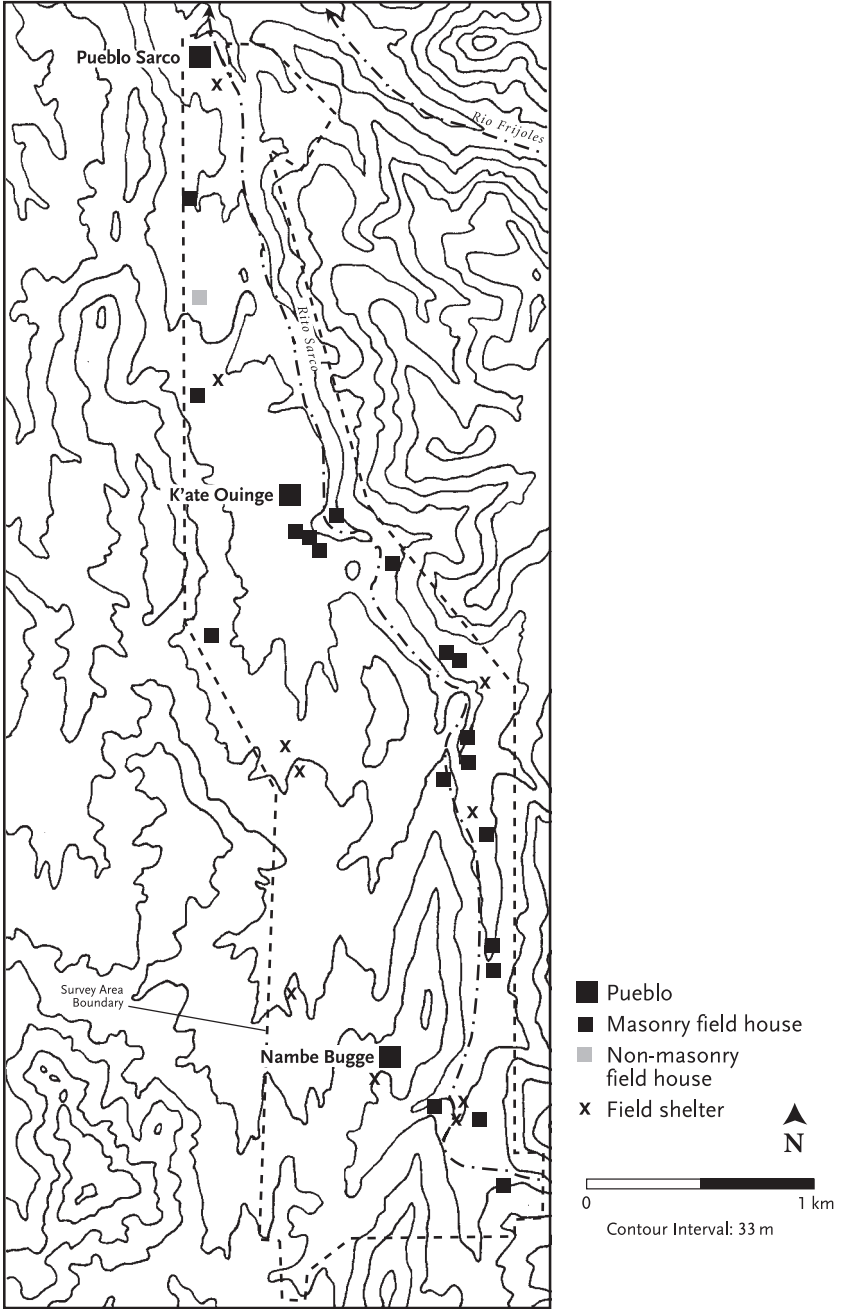 Pueblo Sarco
Rio Frijoles
Rito Sarco
K'ate Ouinge
Survey Area
Boundary
Nambe Bugge
Pueblo
Masonry field house
Non-masonry
field house
x Field shelter
N
0 1 km
Contour Interval: 33 m